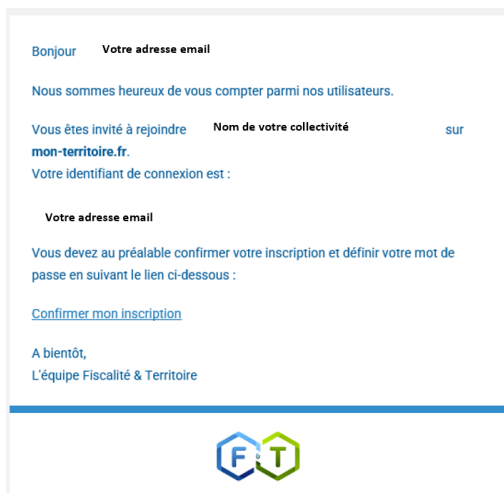 Bonjour Votre adresse email
Nous sommes heureux de vous compter parmi nos utilisateurs.
Vous êtes invité à rejoindre Nom de votre collectivité sur
mon-territoire.fr.
Votre identifiant de connexion est :
Votre adresse email
Vous devez au préalable confirmer votre inscription et définir votre mot de
passe en suivant le lien ci-dessous :
Confirmer mon inscription
A bientôt,
L'équipe Fiscalité & Territoire
F&T